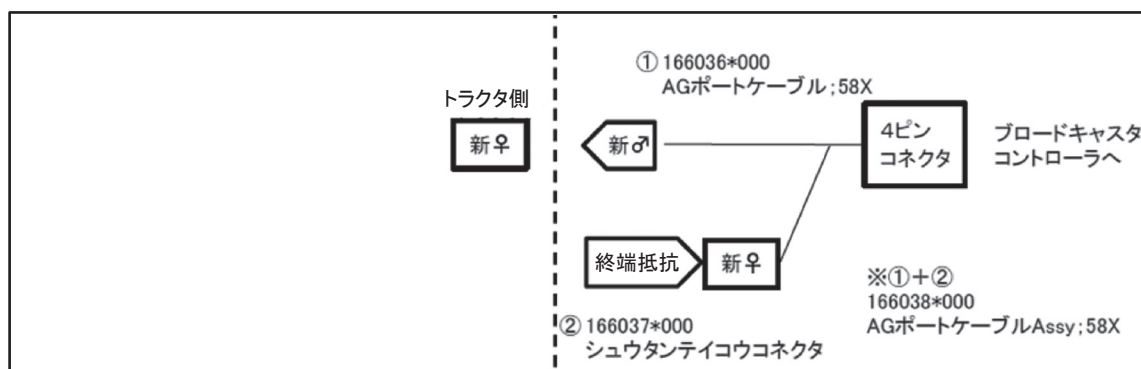 ① 166036*000
AGポートケーブル;58X
トラクタ側
新♀
新♂
4ピン
コネクタ
ブロードキャスタ
コントローラへ
終端抵抗
新♀
② 166037*000
シュウタンテイコウコネクタ
※①+②
166038*000
AGポートケーブルAssy;58X